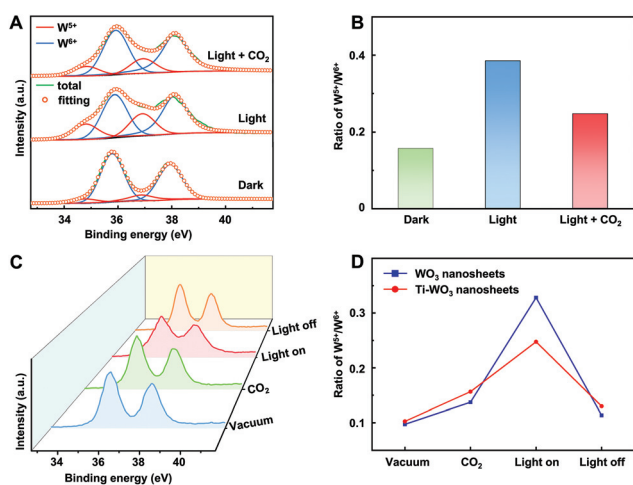 A
W⁵⁺
W⁶⁺
Light + CO₂
total
fitting
Light
Dark
Intensity (a.u.)
34 36 38 40
Binding energy (eV)
B
Ratio of W⁵⁺/W⁶⁺
0.4
0.2
0
Dark Light Light + CO₂
C
Intensity (a.u.)
Light off
Light on
CO₂
Vacuum
34 36 38 40
Binding energy (eV)
D
WO₃ nanosheets
Ti-WO₃ nanosheets
Ratio of W⁵⁺/W⁶⁺
0.3
0.2
0.1
Vacuum CO₂ Light on Light off